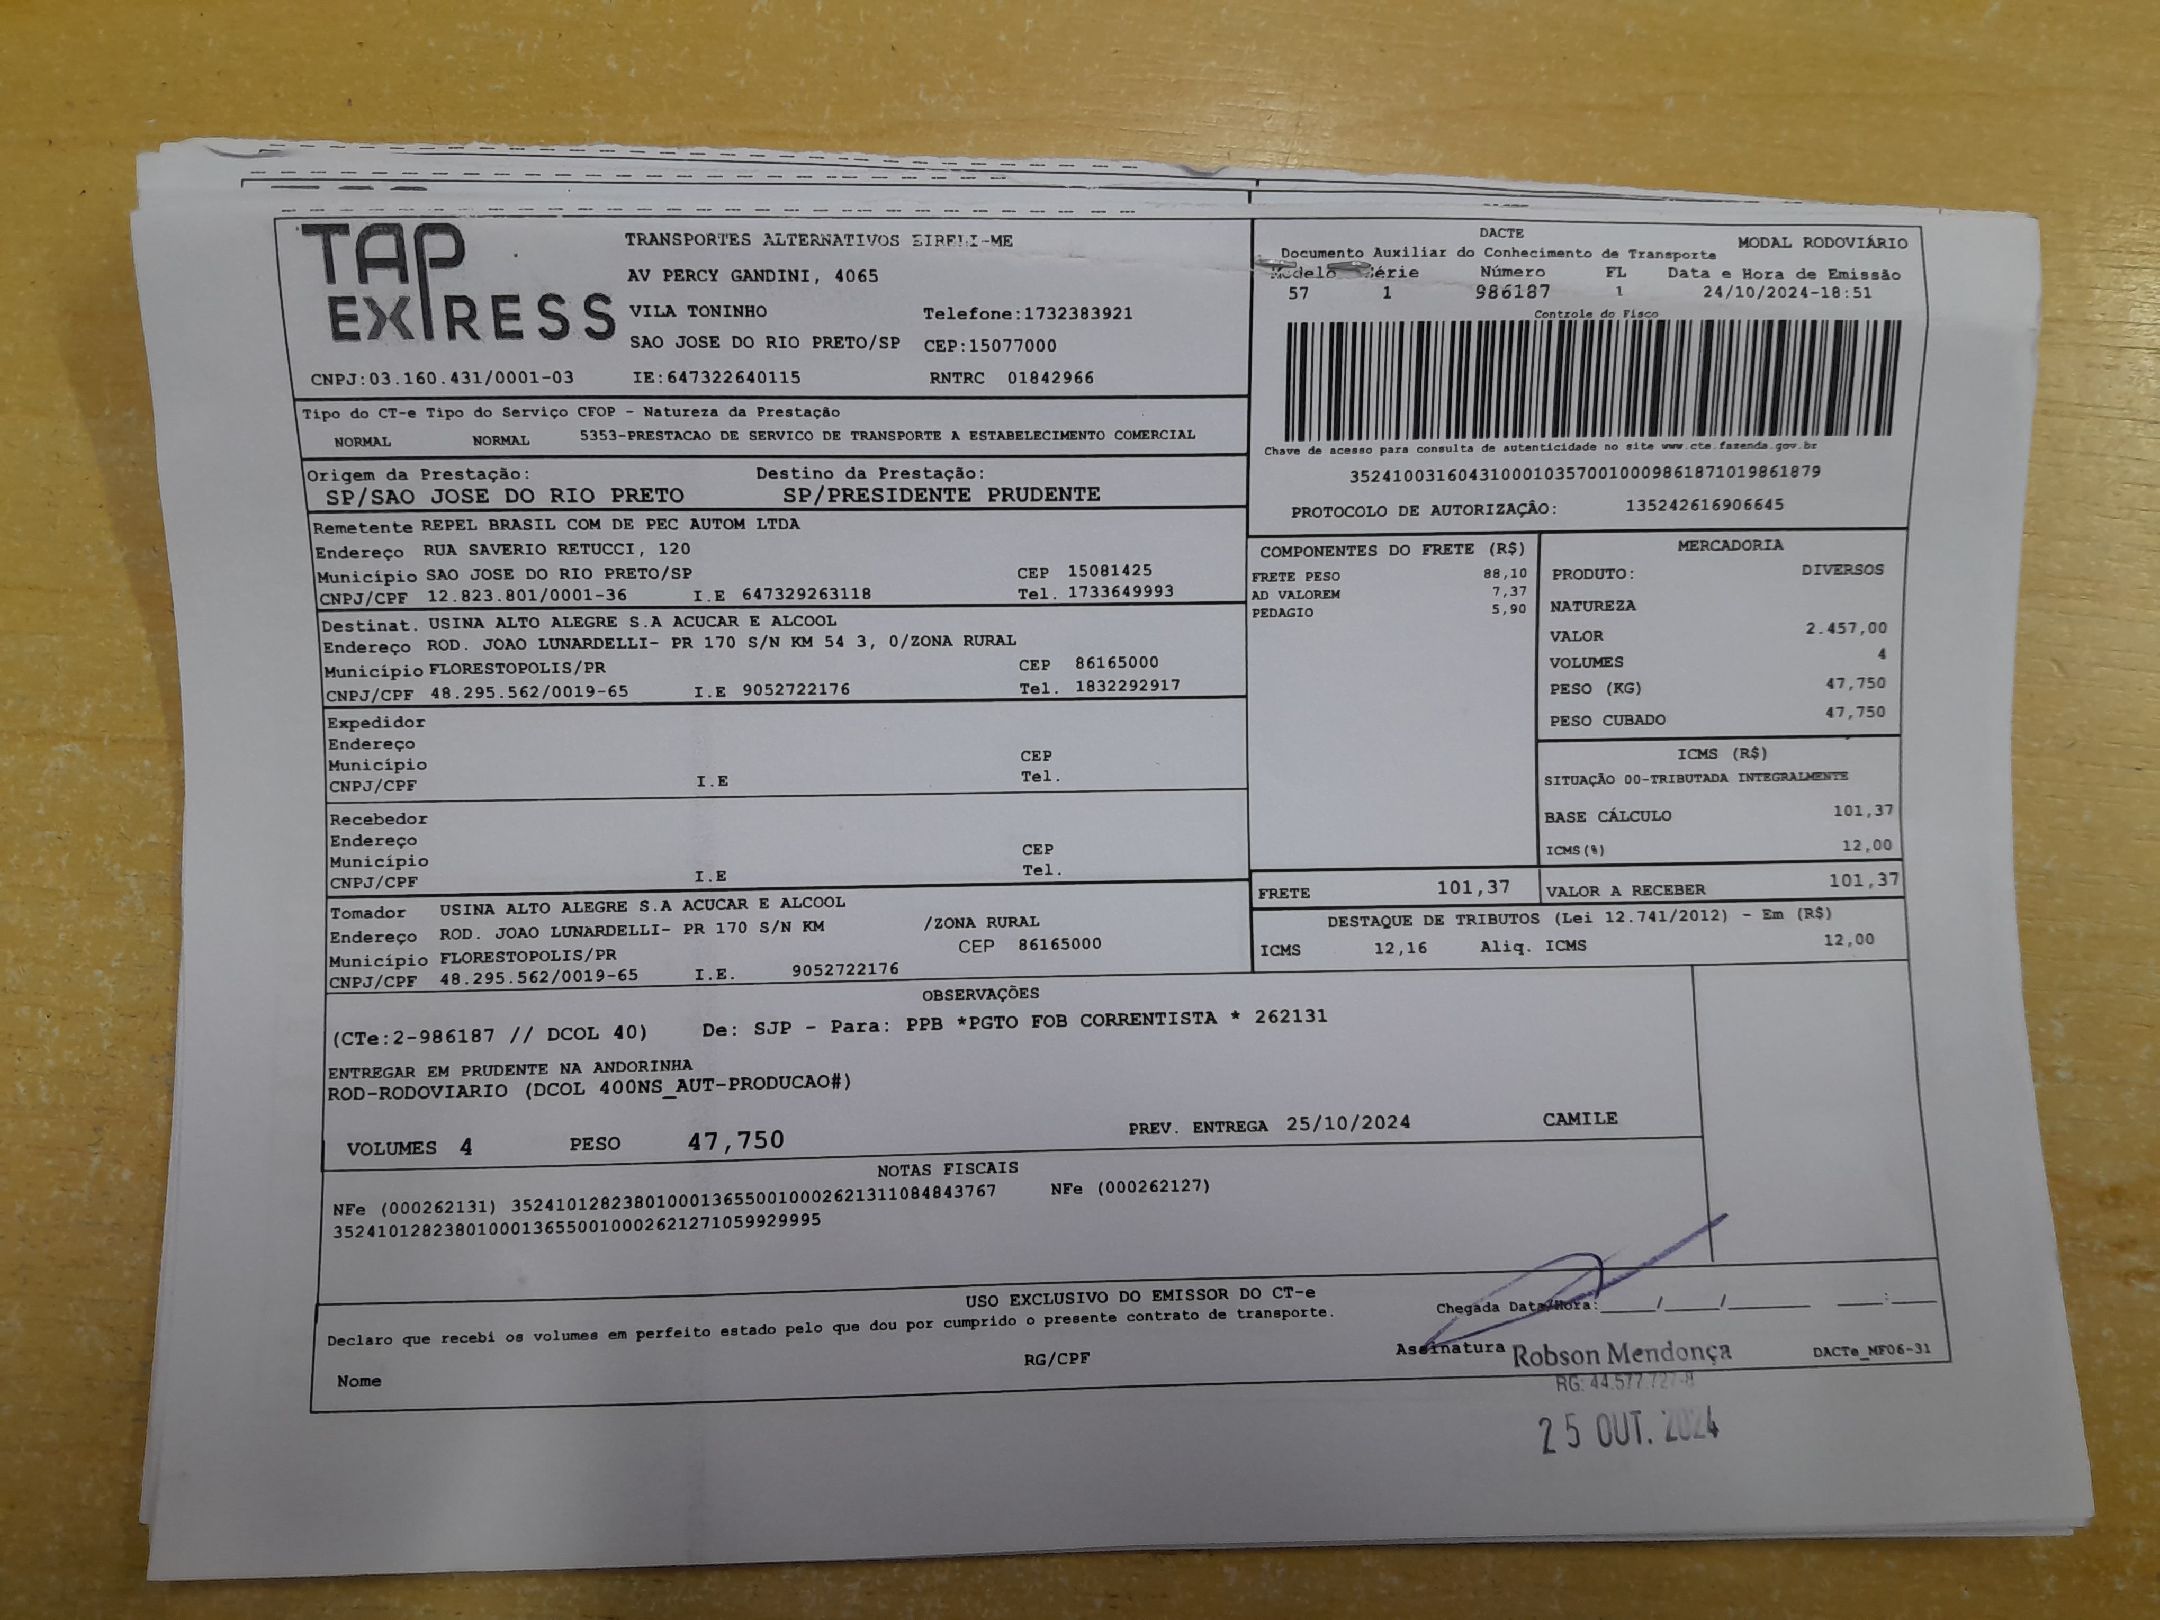 TAP EXPRESS
TRANSPORTES ALTERNATIVOS EIRELI-ME
AV PERCY GANDINI, 4065
VILA TONINHO Telefone:1732383921
SAO JOSE DO RIO PRETO/SP CEP:15077000
CNPJ:03.160.431/0001-03 IE:647322640115 RNTRC 01842966
DACTE
Documento Auxiliar do Conhecimento de Transporte MODAL RODOVIÁRIO
Modelo Série Número FL Data e Hora de Emissão
57 1 986187 1 24/10/2024-18:51
Controle do Fisco
Chave de acesso para consulta de autenticidade no site www.cte.fazenda.gov.br
35241003160431000103570010009861871019861879
PROTOCOLO DE AUTORIZAÇÂO: 135242616906645
Tipo do CT-e Tipo do Serviço CFOP - Natureza da Prestação
NORMAL NORMAL 5353-PRESTACAO DE SERVICO DE TRANSPORTE A ESTABELECIMENTO COMERCIAL
Origem da Prestação: Destino da Prestação:
SP/SAO JOSE DO RIO PRETO SP/PRESIDENTE PRUDENTE
Remetente REPEL BRASIL COM DE PEC AUTOM LTDA
Endereço RUA SAVERIO RETUCCI, 120
Município SAO JOSE DO RIO PRETO/SP CEP 15081425
CNPJ/CPF 12.823.801/0001-36 I.E 647329263118 Tel. 1733649993
Destinat. USINA ALTO ALEGRE S.A ACUCAR E ALCOOL
Endereço ROD. JOAO LUNARDELLI- PR 170 S/N KM 54 3, 0/ZONA RURAL
Município FLORESTOPOLIS/PR CEP 86165000
CNPJ/CPF 48.295.562/0019-65 I.E 9052722176 Tel. 1832292917
Expedidor
Endereço
Município CEP
CNPJ/CPF I.E Tel.
Recebedor
Endereço
Município CEP
CNPJ/CPF I.E Tel.
Tomador USINA ALTO ALEGRE S.A ACUCAR E ALCOOL
Endereço ROD. JOAO LUNARDELLI- PR 170 S/N KM /ZONA RURAL
Município FLORESTOPOLIS/PR CEP 86165000
CNPJ/CPF 48.295.562/0019-65 I.E. 9052722176
COMPONENTES DO FRETE (R$)
FRETE PESO 88,10
AD VALOREM 7,37
PEDAGIO 5,90
MERCADORIA
PRODUTO: DIVERSOS
NATUREZA
VALOR 2.457,00
VOLUMES 4
PESO (KG) 47,750
PESO CUBADO 47,750
ICMS (R$)
SITUAÇÃO 00-TRIBUTADA INTEGRALMENTE
BASE CÁLCULO 101,37
ICMS(%) 12,00
FRETE 101,37 VALOR A RECEBER 101,37
DESTAQUE DE TRIBUTOS (Lei 12.741/2012) - Em (R$)
ICMS 12,16 Aliq. ICMS 12,00
OBSERVAÇÕES
(CTe:2-986187 // DCOL 40) De: SJP - Para: PPB *PGTO FOB CORRENTISTA * 262131
ENTREGAR EM PRUDENTE NA ANDORINHA
ROD-RODOVIARIO (DCOL 400NS_AUT-PRODUCAO#)
VOLUMES 4 PESO 47,750 PREV. ENTREGA 25/10/2024 CAMILE
NOTAS FISCAIS
NFe (000262131) 35241012823801000136550010002621311084843767 NFe (000262127)
35241012823801000136550010002621271059929995
USO EXCLUSIVO DO EMISSOR DO CT-e
Declaro que recebi os volumes em perfeito estado pelo que dou por cumprido o presente contrato de transporte.
Chegada Data/Hora:____/____/______ ___:___
Nome RG/CPF Assinatura DACTe_MF06-31
Robson Mendonça
RG: 44.577.727-8
25 OUT. 2024